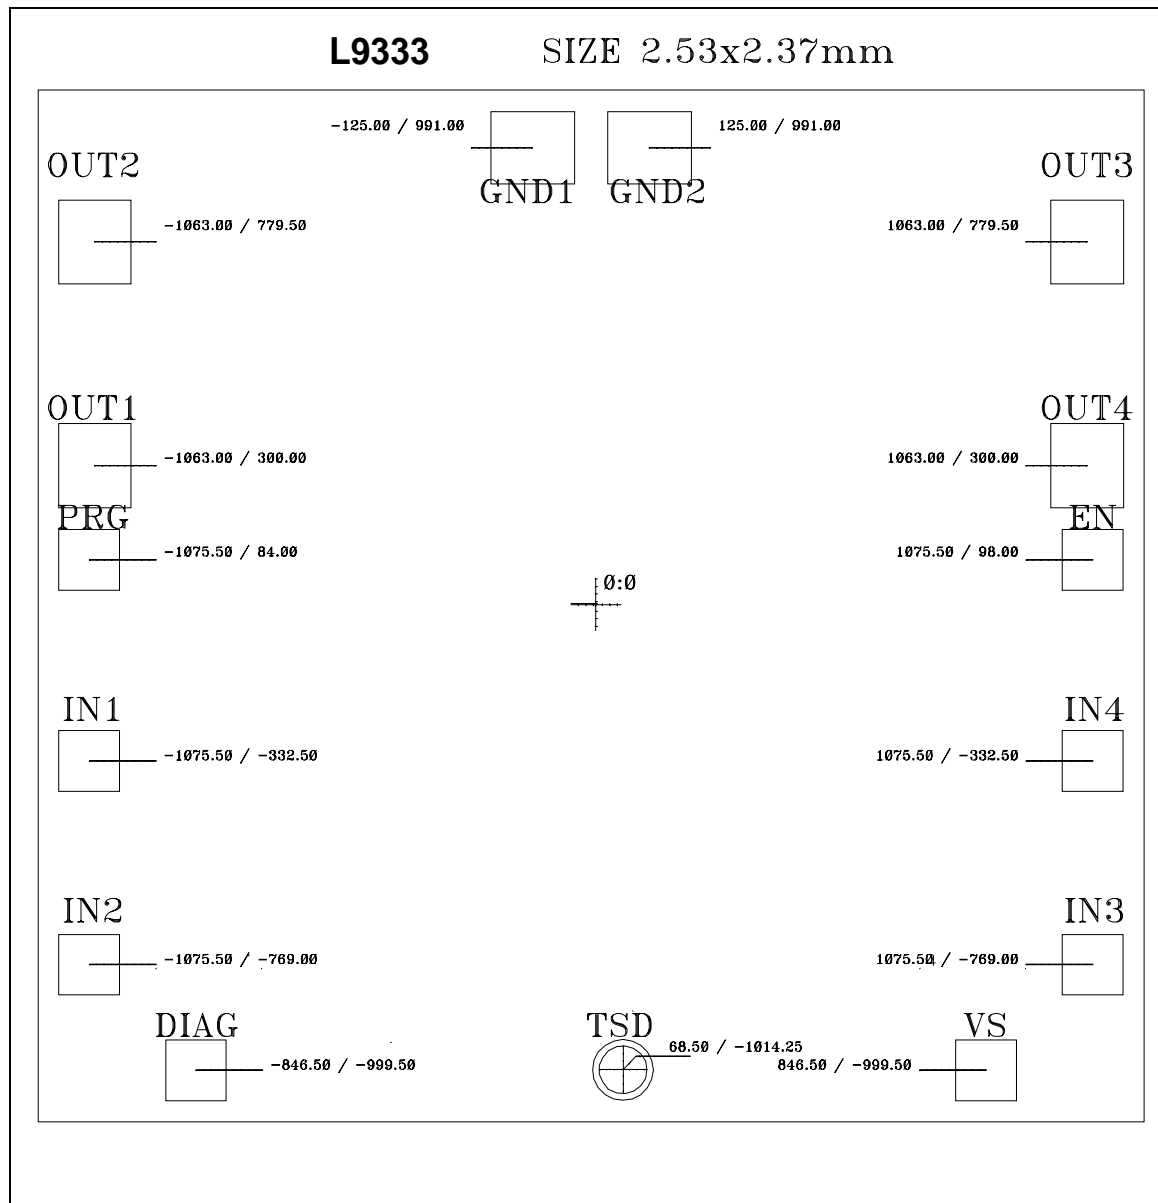 L9333 SIZE 2.53x2.37mm
-125.00 / 991.00 125.00 / 991.00
OUT2 OUT3
GND1 GND2
-1063.00 / 779.50 1063.00 / 779.50
OUT1 OUT4
-1063.00 / 300.00 1063.00 / 300.00
PRG EN
-1075.50 / 84.00 1075.50 / 98.00
0:0
IN1 IN4
-1075.50 / -332.50 1075.50 / -332.50
IN2 IN3
-1075.50 / -769.00 1075.50 / -769.00
DIAG TSD VS
68.50 / -1014.25
-846.50 / -999.50 846.50 / -999.50